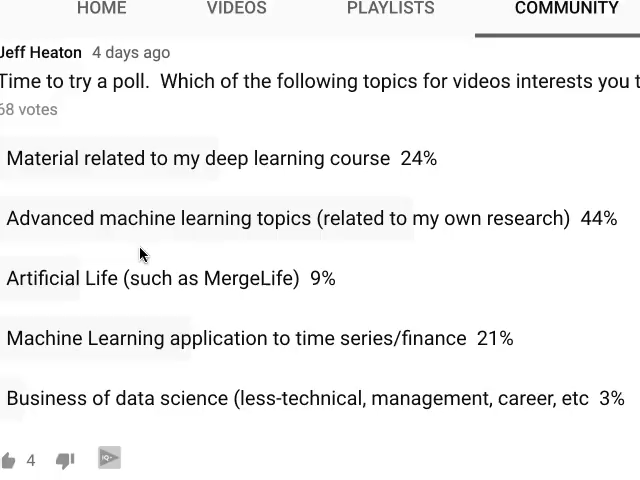 HOME VIDEOS PLAYLISTS COMMUNITY
Jeff Heaton 4 days ago
Time to try a poll. Which of the following topics for videos interests you t
68 votes
Material related to my deep learning course 24%
Advanced machine learning topics (related to my own research) 44%
Artificial Life (such as MergeLife) 9%
Machine Learning application to time series/finance 21%
Business of data science (less-technical, management, career, etc 3%
4